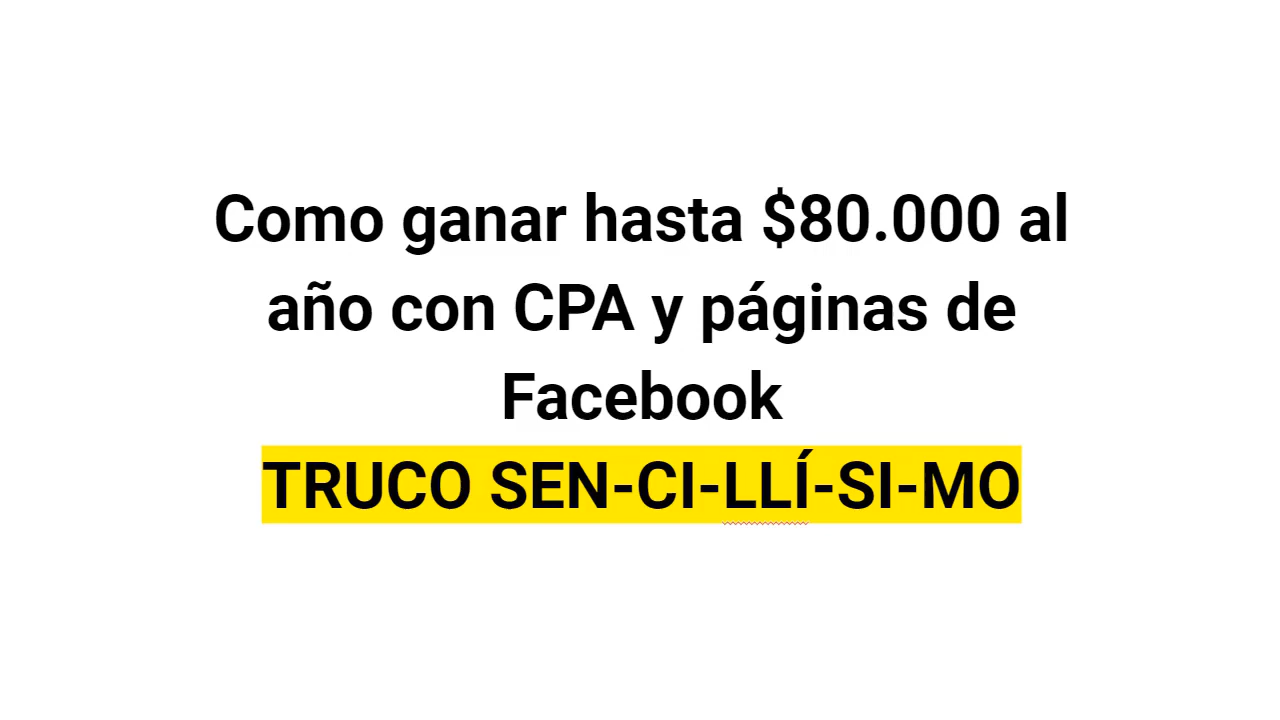 Como ganar hasta $80.000 al
año con CPA y páginas de
Facebook
TRUCO SEN-CI-LLÍ-SI-MO